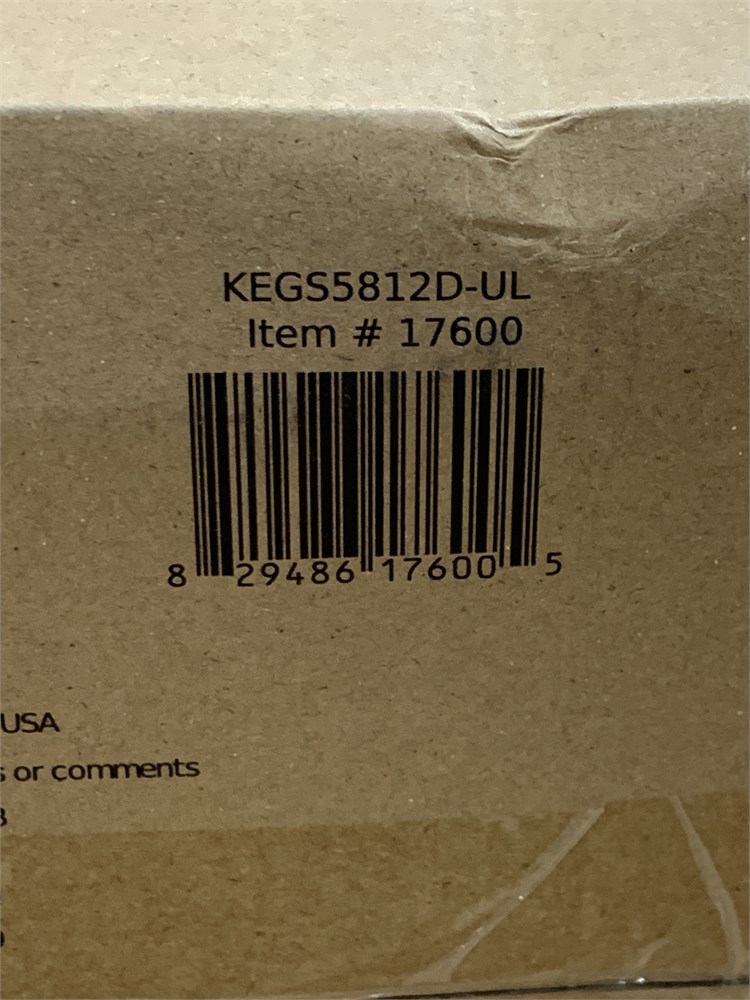 KEGS5812D-UL
Item # 17600
8 29486 17600 5
USA
or comments